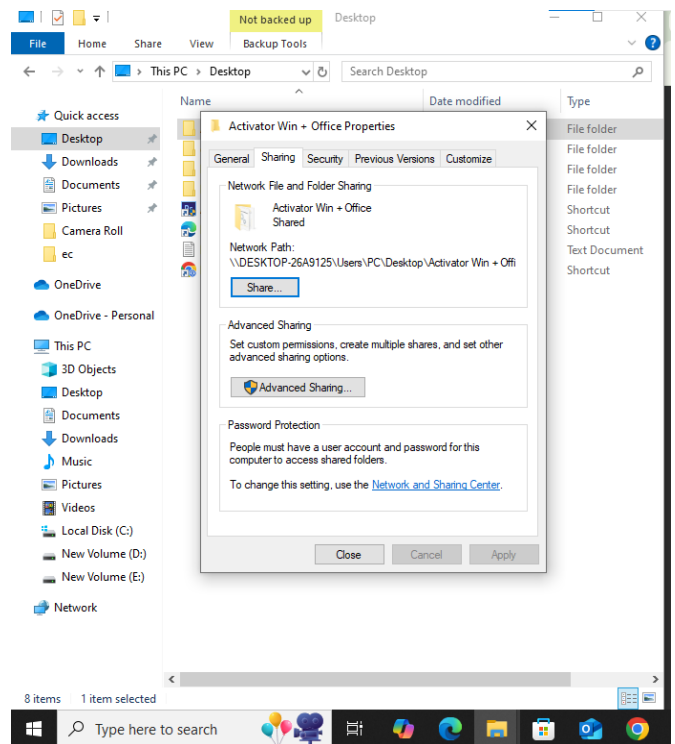 Not backed up Desktop
File Home Share View Backup Tools
This PC Desktop Search Desktop
Name Date modified Type
Quick access
Desktop
Downloads
Documents
Pictures
Camera Roll
ec
OneDrive
OneDrive - Personal
This PC
3D Objects
Desktop
Documents
Downloads
Music
Pictures
Videos
Local Disk (C:)
New Volume (D:)
New Volume (E:)
Network
File folder
File folder
File folder
File folder
Shortcut
Shortcut
Text Document
Shortcut
Activator Win + Office Properties
General Sharing Security Previous Versions Customize
Network File and Folder Sharing
Activator Win + Office
Shared
Network Path:
\\DESKTOP-26A9125\Users\PC\Desktop\Activator Win + Offi
Share...
Advanced Sharing
Set custom permissions, create multiple shares, and set other
advanced sharing options.
Advanced Sharing...
Password Protection
People must have a user account and password for this
computer to access shared folders.
To change this setting, use the Network and Sharing Center.
Close Cancel Apply
8 items 1 item selected
Type here to search